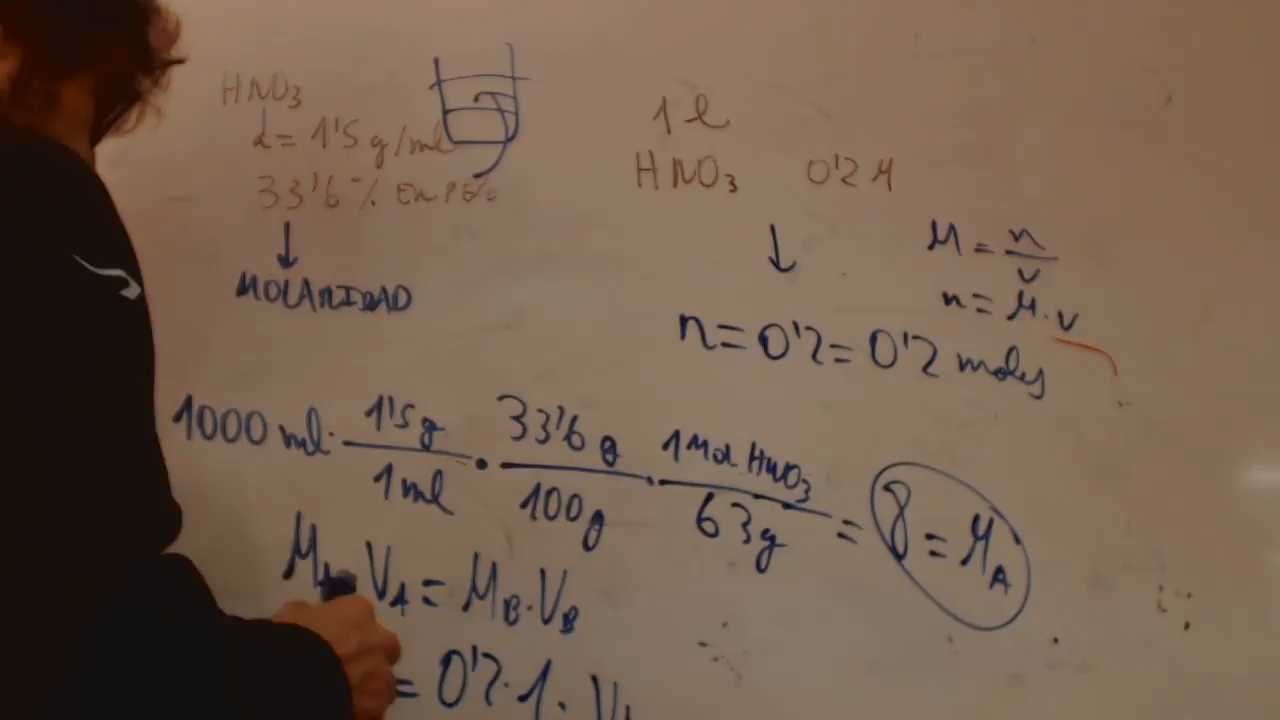 HNO3
d = 1'5 g/ml
33'6 % EN PESO
↓
MOLARIDAD
1 l
HNO3 0'2 M
↓
M = n/V
n = M · V
n = 0'2 = 0'2 moles
1000 ml · 1'5 g/1 ml · 33'6 g/100 g · 1 Mol HNO3/63 g = 8 = MA
MA VA = MB · VB
= 0'2 · 1 ·